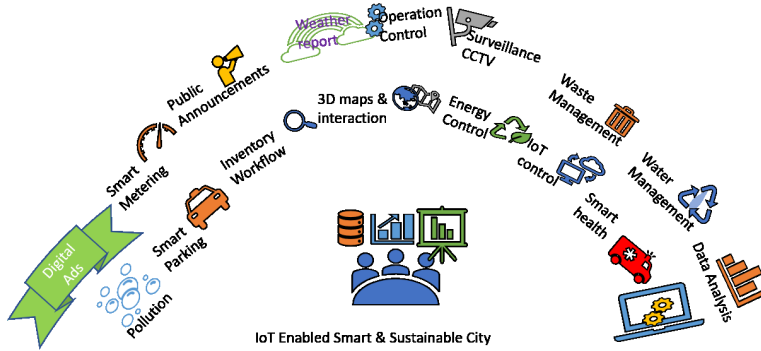 Digital
Ads
Smart
Metering
Public
Announcements
Weather
report
Operation
Control
Surveillance
CCTV
Waste
Management
Water
Management
Data Analysis
Pollution
Smart
Parking
Inventory
Workflow
3D maps &
interaction
Energy
Control
IoT
control
Smart
health
IoT Enabled Smart & Sustainable City